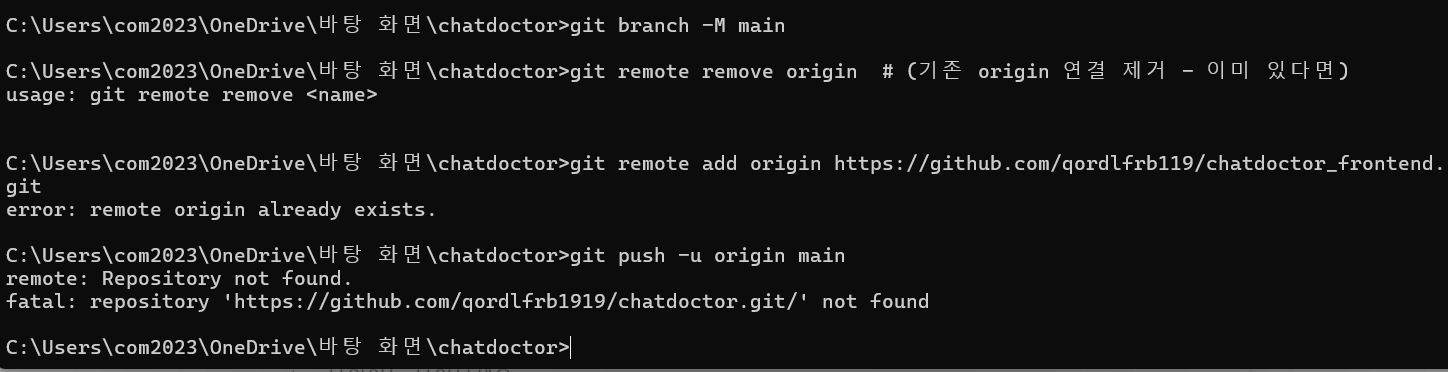 C:\Users\com2023\OneDrive\바탕 화면\chatdoctor>git branch -M main
C:\Users\com2023\OneDrive\바탕 화면\chatdoctor>git remote remove origin  # (기존 origin 연결 제거 - 이미 있다면)
usage: git remote remove <name>
C:\Users\com2023\OneDrive\바탕 화면\chatdoctor>git remote add origin https://github.com/qordlfrb119/chatdoctor_frontend.
git
error: remote origin already exists.
C:\Users\com2023\OneDrive\바탕 화면\chatdoctor>git push -u origin main
remote: Repository not found.
fatal: repository 'https://github.com/qordlfrb1919/chatdoctor.git/' not found
C:\Users\com2023\OneDrive\바탕 화면\chatdoctor>